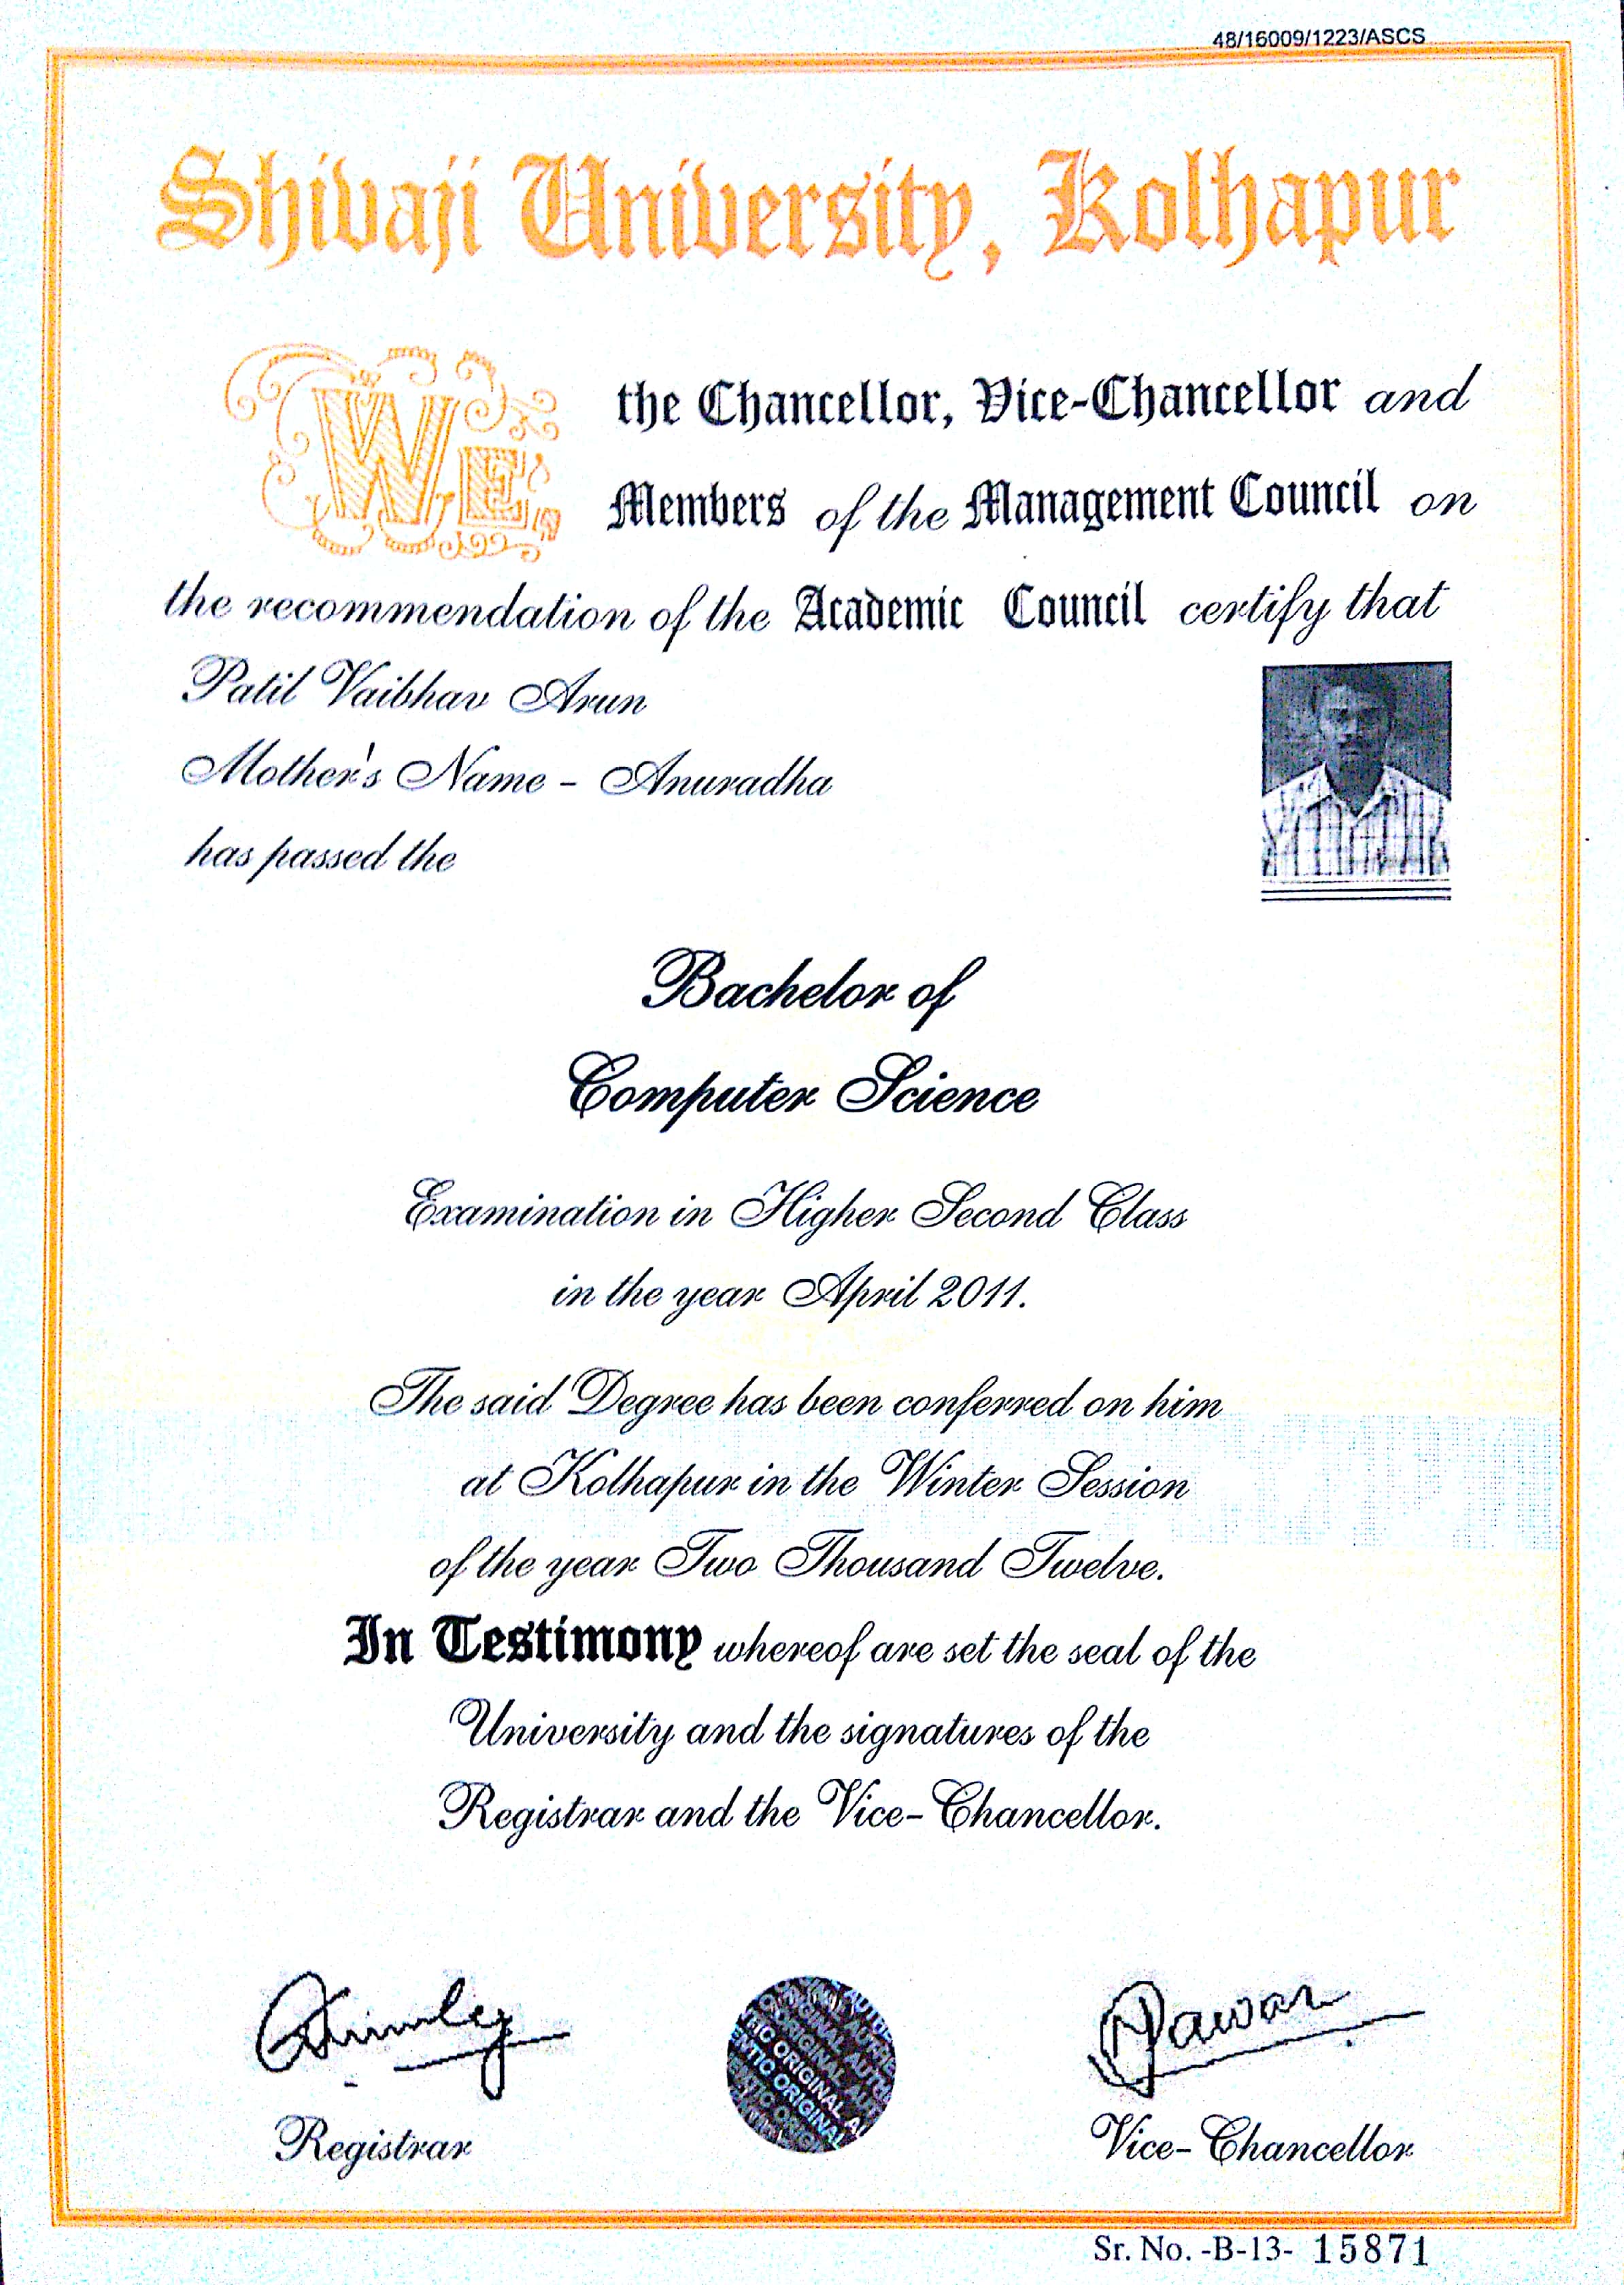 48/16009/1223/ASCS
Shivaji University, Kolhapur
WE the Chancellor, Vice-Chancellor and
Members of the Management Council on
the recommendation of the Academic Council certify that
Patil Vaibhav Arun
Mother's Name - Anuradha
has passed the
Bachelor of
Computer Science
Examination in Higher Second Class
in the year April 2011.
The said Degree has been conferred on him
at Kolhapur in the Winter Session
of the year Two Thousand Twelve.
In Testimony whereof are set the seal of the
University and the signatures of the
Registrar and the Vice-Chancellor.
Pawar
AUTHENTIC ORIGINAL
Registrar
Vice-Chancellor
Sr. No. -B-13- 15871